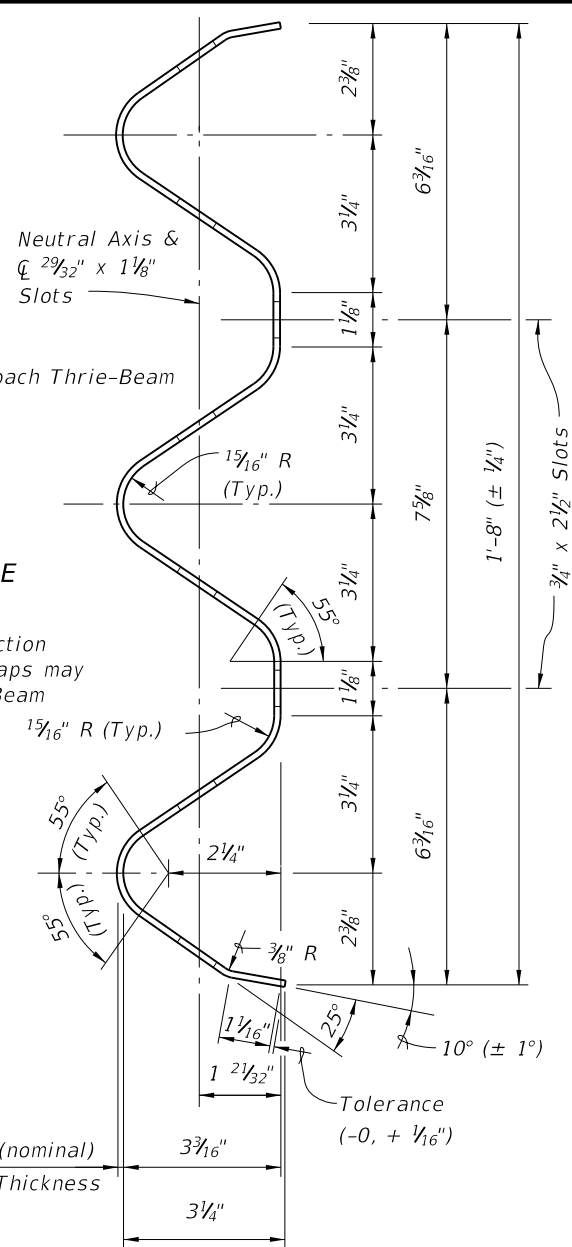 2⅜"
6³⁄₁₆"
3¼"
Neutral Axis &
℄ ²⁹⁄₃₂" x 1⅛"
Slots
1⅛"
oach Thrie-Beam
3¼"
¹⁵⁄₁₆" R
(Typ.)
7⅝"
1'-8" (± ¼")
¾" x 2½" Slots
E
3¼"
55°
(Typ.)
ction
aps may
Beam
1⅛"
¹⁵⁄₁₆" R (Typ.)
3¼"
6³⁄₁₆"
55°
(Typ.)
2¼"
(Typ.)
55°
2⅜"
⅜" R
1¹⁄₁₆"
25°
10° (± 1°)
1 ²¹⁄₃₂"
Tolerance
(-0, + ¹⁄₁₆")
(nominal)
3³⁄₁₆"
Thickness
3¼"